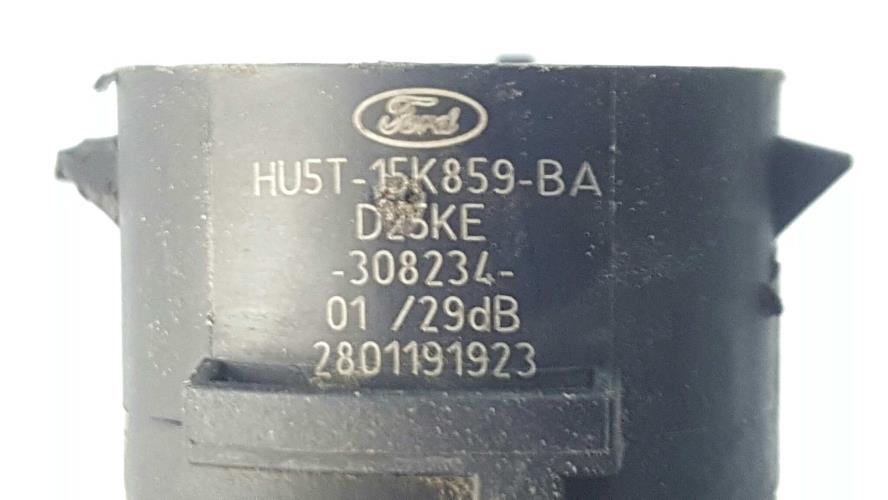 Ford
HU5T-15K859-BA
D25KE
-308234-
01 /29dB
2801191923